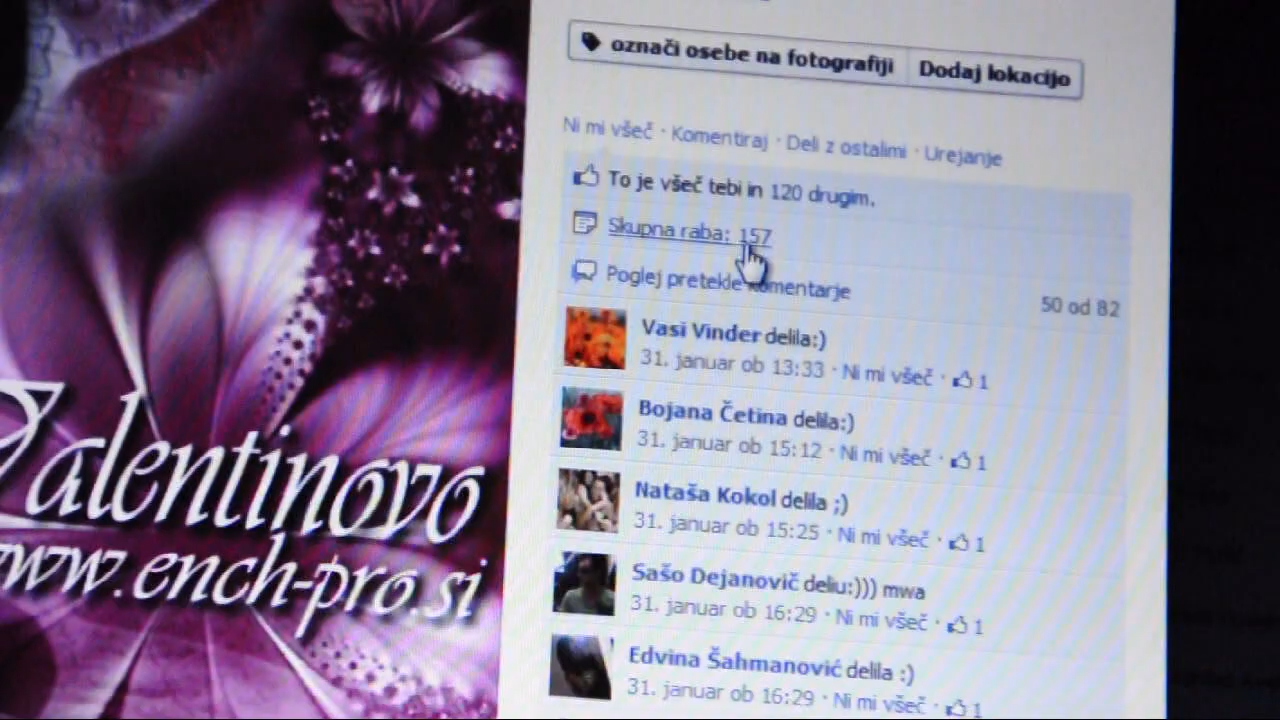 označi osebe na fotografiji Dodaj lokacijo
Ni mi všeč · Komentiraj · Deli z ostalimi · Urejanje
To je všeč tebi in 120 drugim.
Skupna raba: 157
Poglej pretekle komentarje 50 od 82
Vasi Vinder delila:)
31. januar ob 13:33 · Ni mi všeč · 1
Bojana Četina delila:)
31. januar ob 15:12 · Ni mi všeč · 1
Nataša Kokol delila ;)
31. januar ob 15:25 · Ni mi všeč · 1
Sašo Dejanovič deliu:))) mwa
31. januar ob 16:29 · Ni mi všeč · 1
Edvina Šahmanović delila :)
31. januar ob 16:29 · Ni mi všeč · 1
Valentinovo
www.ench-pro.si